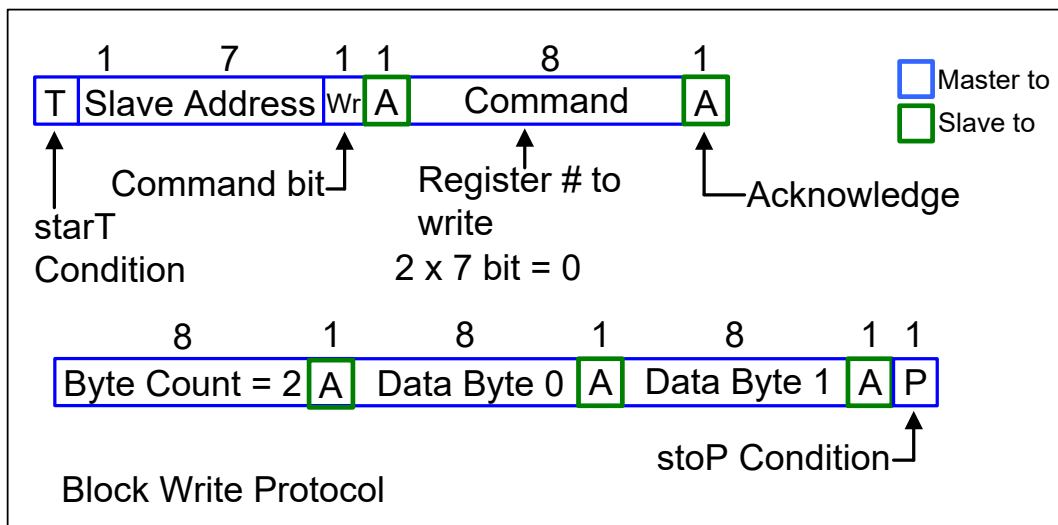 1 7 1 1 8 1
T Slave Address Wr A Command A
Master to
Slave to
Command bit
Register # to
write
Acknowledge
starT
Condition
2 x 7 bit = 0
8 1 8 1 8 1 1
Byte Count = 2 A Data Byte 0 A Data Byte 1 A P
stoP Condition
Block Write Protocol